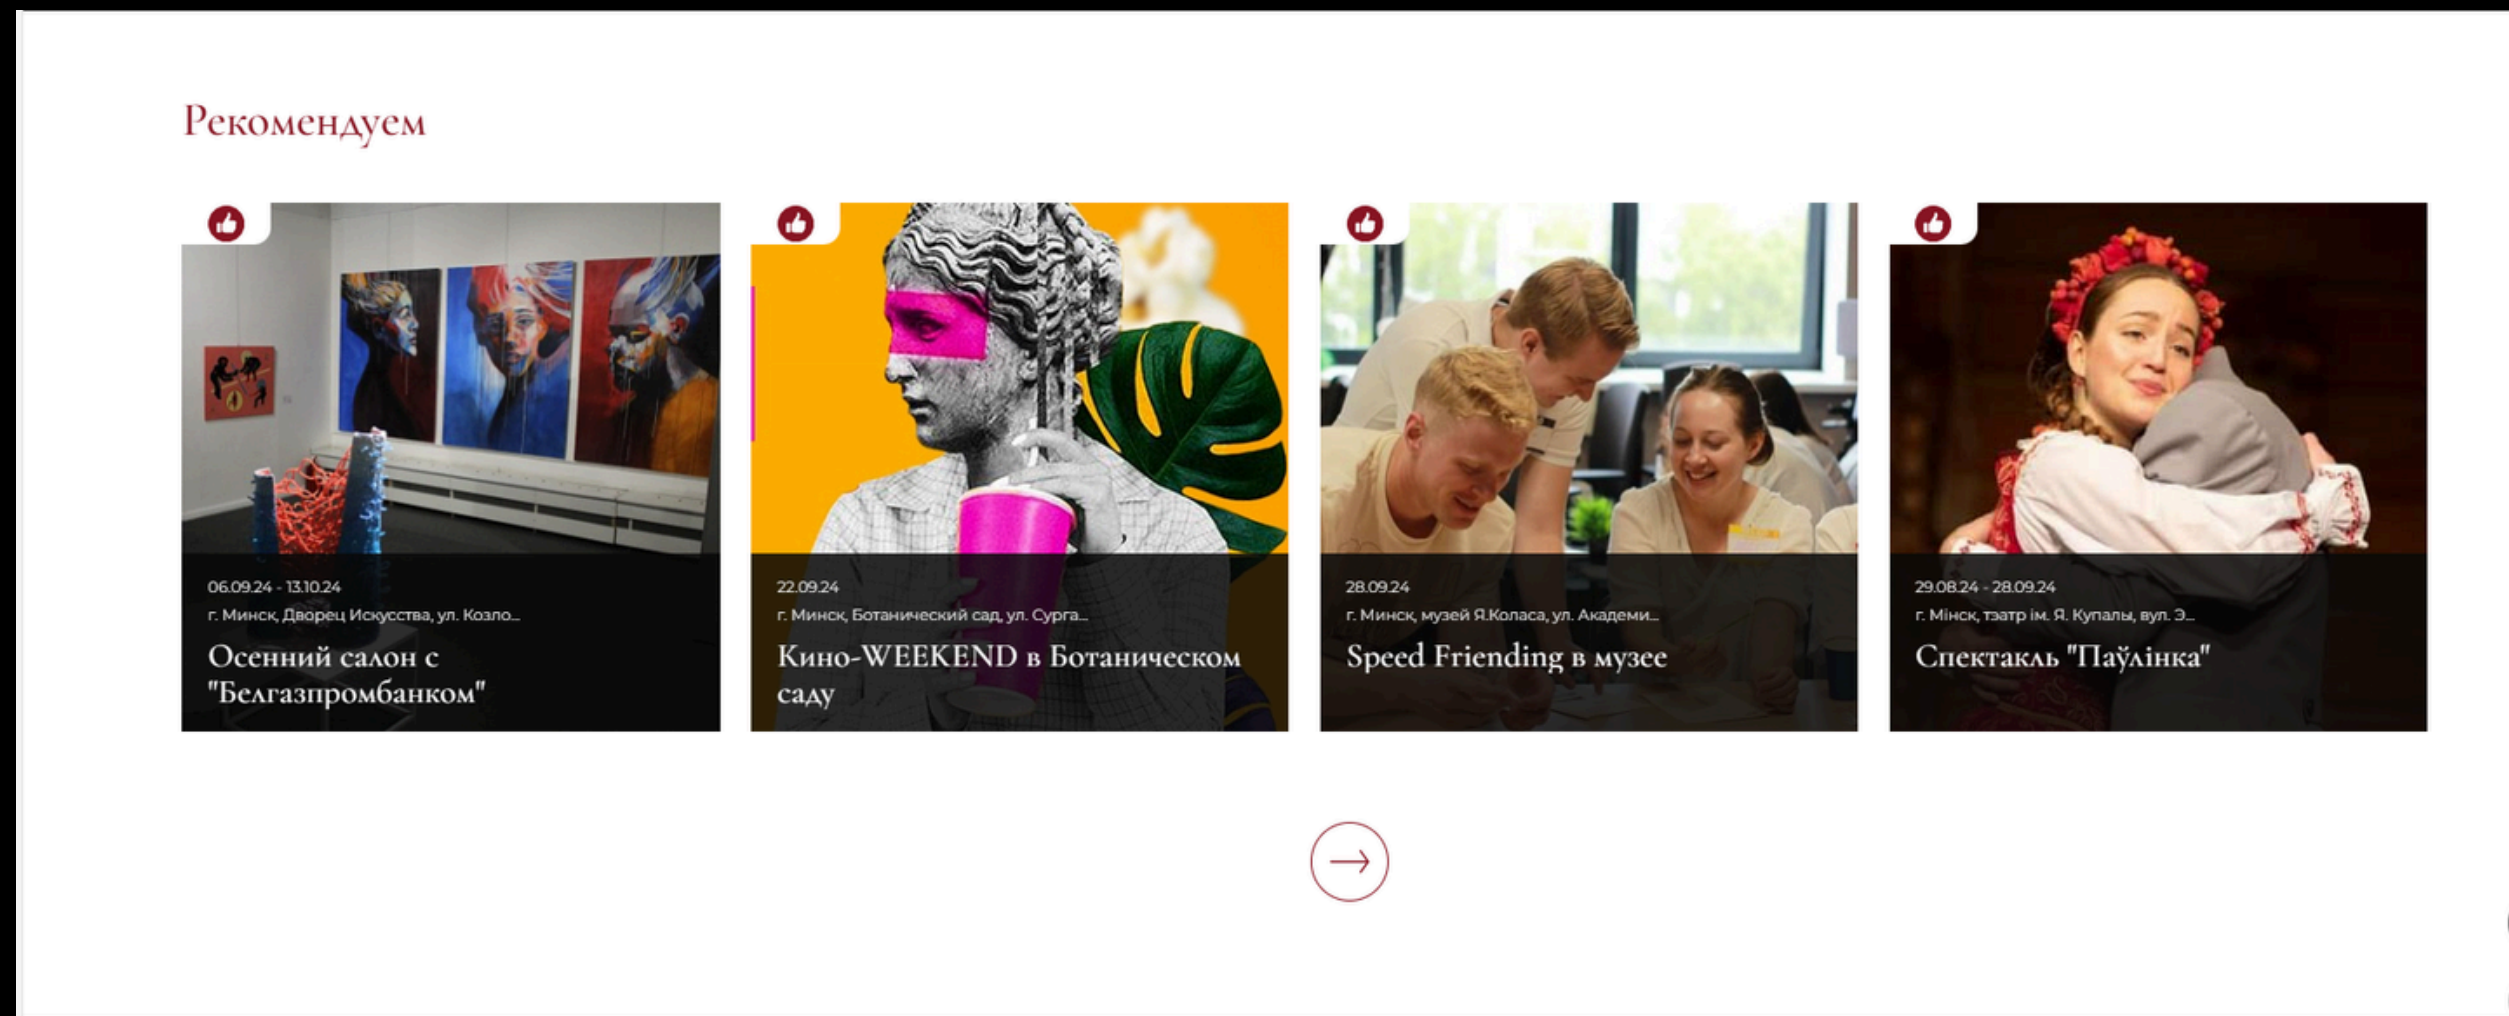 Рекомендуем
06.09.24 - 13.10.24
г. Минск, Дворец Искусства, ул. Козло...
Осенний салон с
"Белгазпромбанком"
22.09.24
г. Минск, Ботанический сад, ул. Сурга...
Кино-WEEKEND в Ботаническом
саду
28.09.24
г. Минск, музей Я.Коласа, ул. Академи...
Speed Friending в музее
29.08.24 - 28.09.24
г. Мінск, тэатр ім. Я. Купалы, вул. Э...
Спектакль "Паўлінка"